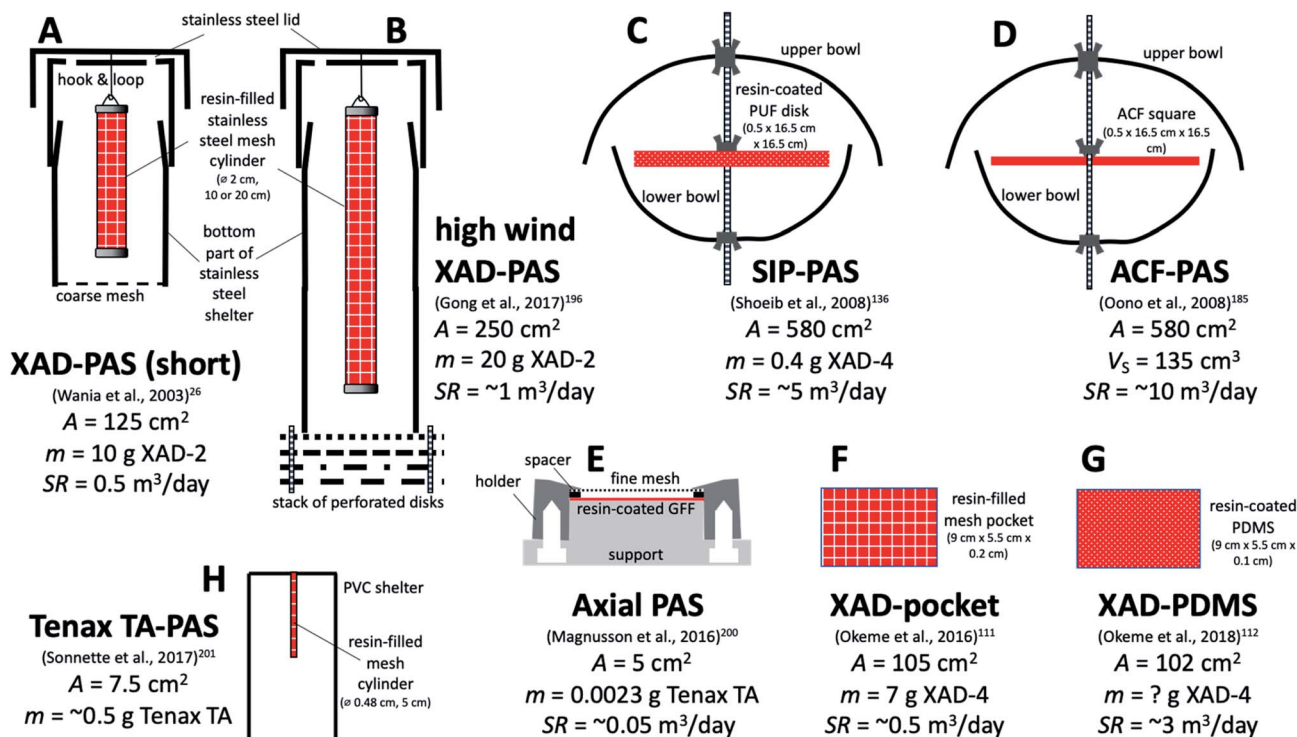 A
stainless steel lid
B
hook & loop
resin-filled
stainless
steel mesh
cylinder
(ø 2 cm,
10 or 20 cm)
bottom
part of
stainless
steel
shelter
coarse mesh
XAD-PAS (short)
(Wania et al., 2003)26
A = 125 cm2
m = 10 g XAD-2
SR = 0.5 m3/day
stack of perforated disks
high wind
XAD-PAS
(Gong et al., 2017)196
A = 250 cm2
m = 20 g XAD-2
SR = ~1 m3/day
C
upper bowl
resin-coated
PUF disk
(0.5 x 16.5 cm
x 16.5 cm)
lower bowl
SIP-PAS
(Shoeib et al., 2008)136
A = 580 cm2
m = 0.4 g XAD-4
SR = ~5 m3/day
D
upper bowl
ACF square
(0.5 x 16.5 cm x 16.5
cm)
lower bowl
ACF-PAS
(Oono et al., 2008)185
A = 580 cm2
VS = 135 cm3
SR = ~10 m3/day
E
spacer
fine mesh
holder
resin-coated GFF
support
Axial PAS
(Magnusson et al., 2016)200
A = 5 cm2
m = 0.0023 g Tenax TA
SR = ~0.05 m3/day
F
resin-filled
mesh pocket
(9 cm x 5.5 cm x
0.2 cm)
XAD-pocket
(Okeme et al., 2016)111
A = 105 cm2
m = 7 g XAD-4
SR = ~0.5 m3/day
G
resin-coated
PDMS
(9 cm x 5.5 cm x
0.1 cm)
XAD-PDMS
(Okeme et al., 2018)112
A = 102 cm2
m = ? g XAD-4
SR = ~3 m3/day
H
PVC shelter
resin-filled
mesh
cylinder
(ø 0.48 cm, 5 cm)
Tenax TA-PAS
(Sonnette et al., 2017)201
A = 7.5 cm2
m = ~0.5 g Tenax TA